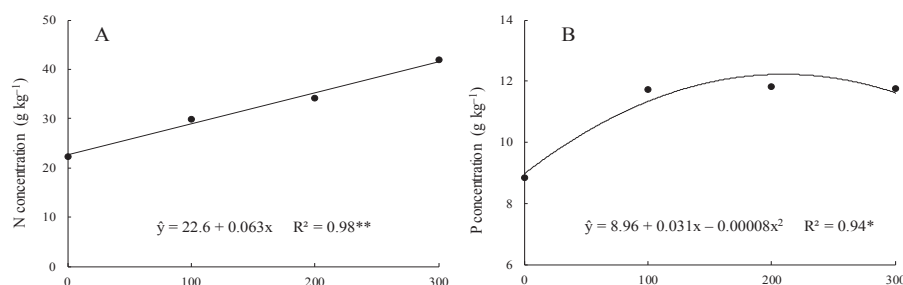 A
N concentration (g kg⁻¹)
50
40
30
20
10
0
ŷ = 22.6 + 0.063x R² = 0.98**
0 100 200 300
B
P concentration (g kg⁻¹)
14
12
10
8
6
ŷ = 8.96 + 0.031x – 0.00008x² R² = 0.94*
0 100 200 300